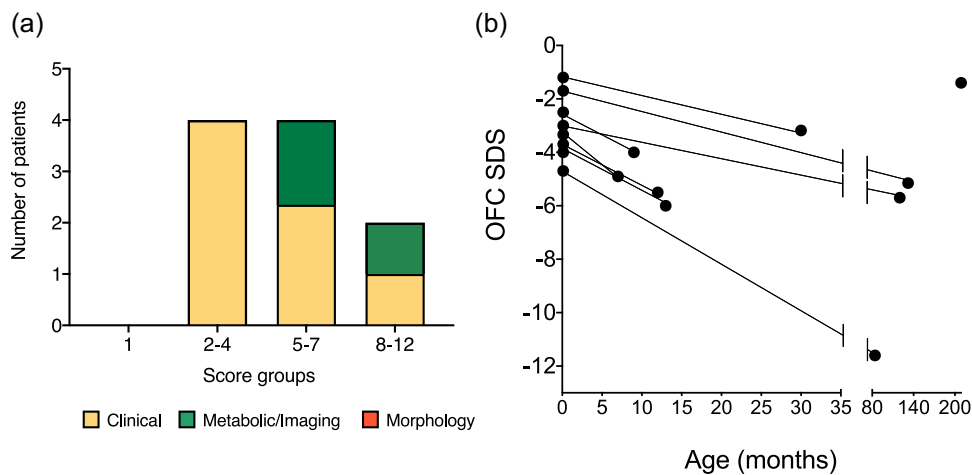 (a)
Number of patients
5
4
3
2
1
0
1 2-4 5-7 8-12
Score groups
Clinical Metabolic/Imaging Morphology
(b)
OFC SDS
0
-2
-4
-6
-8
-10
-12
0 5 10 15 20 25 30 35 80 140 200
Age (months)